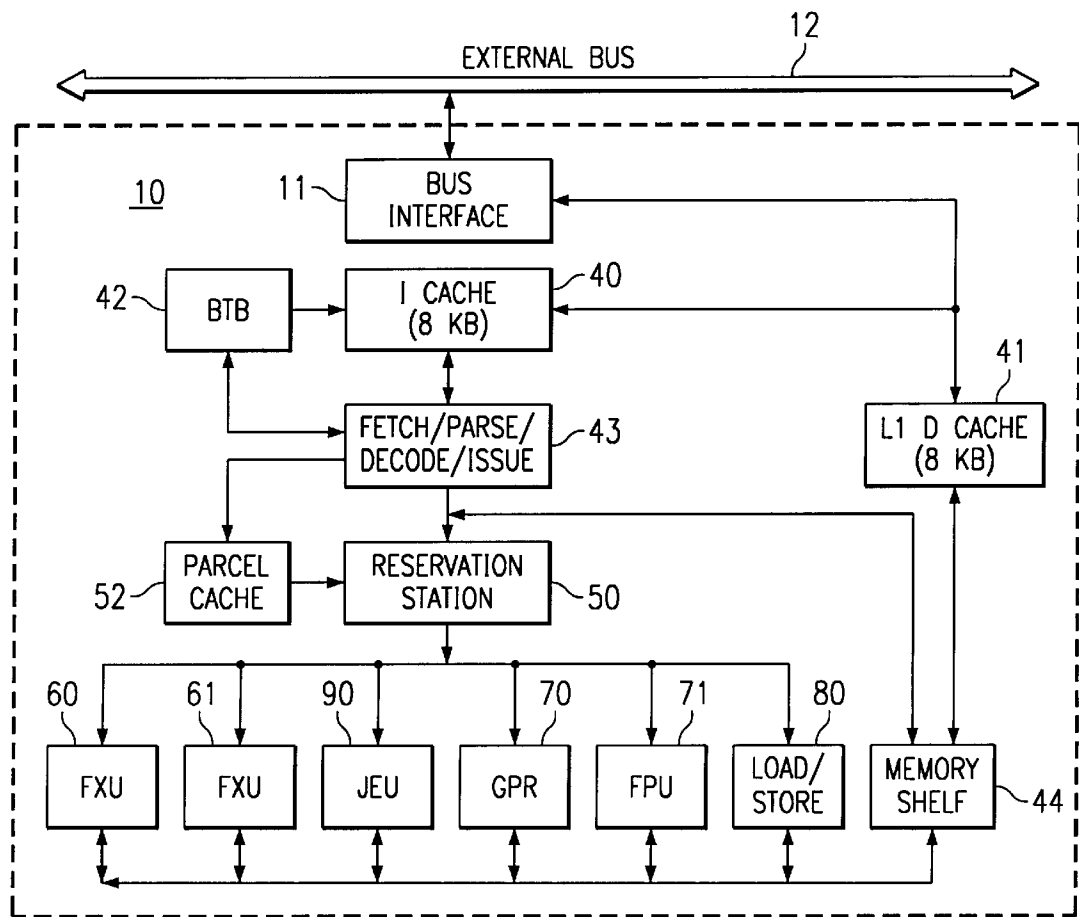 12
EXTERNAL BUS
10
11
BUS
INTERFACE
42
BTB
I CACHE
(8 KB)
40
41
FETCH/PARSE/
DECODE/ISSUE
43
L1 D CACHE
(8 KB)
52
PARCEL
CACHE
RESERVATION
STATION
50
60
61
90
70
71
80
FXU
FXU
JEU
GPR
FPU
LOAD/
STORE
MEMORY
SHELF
44